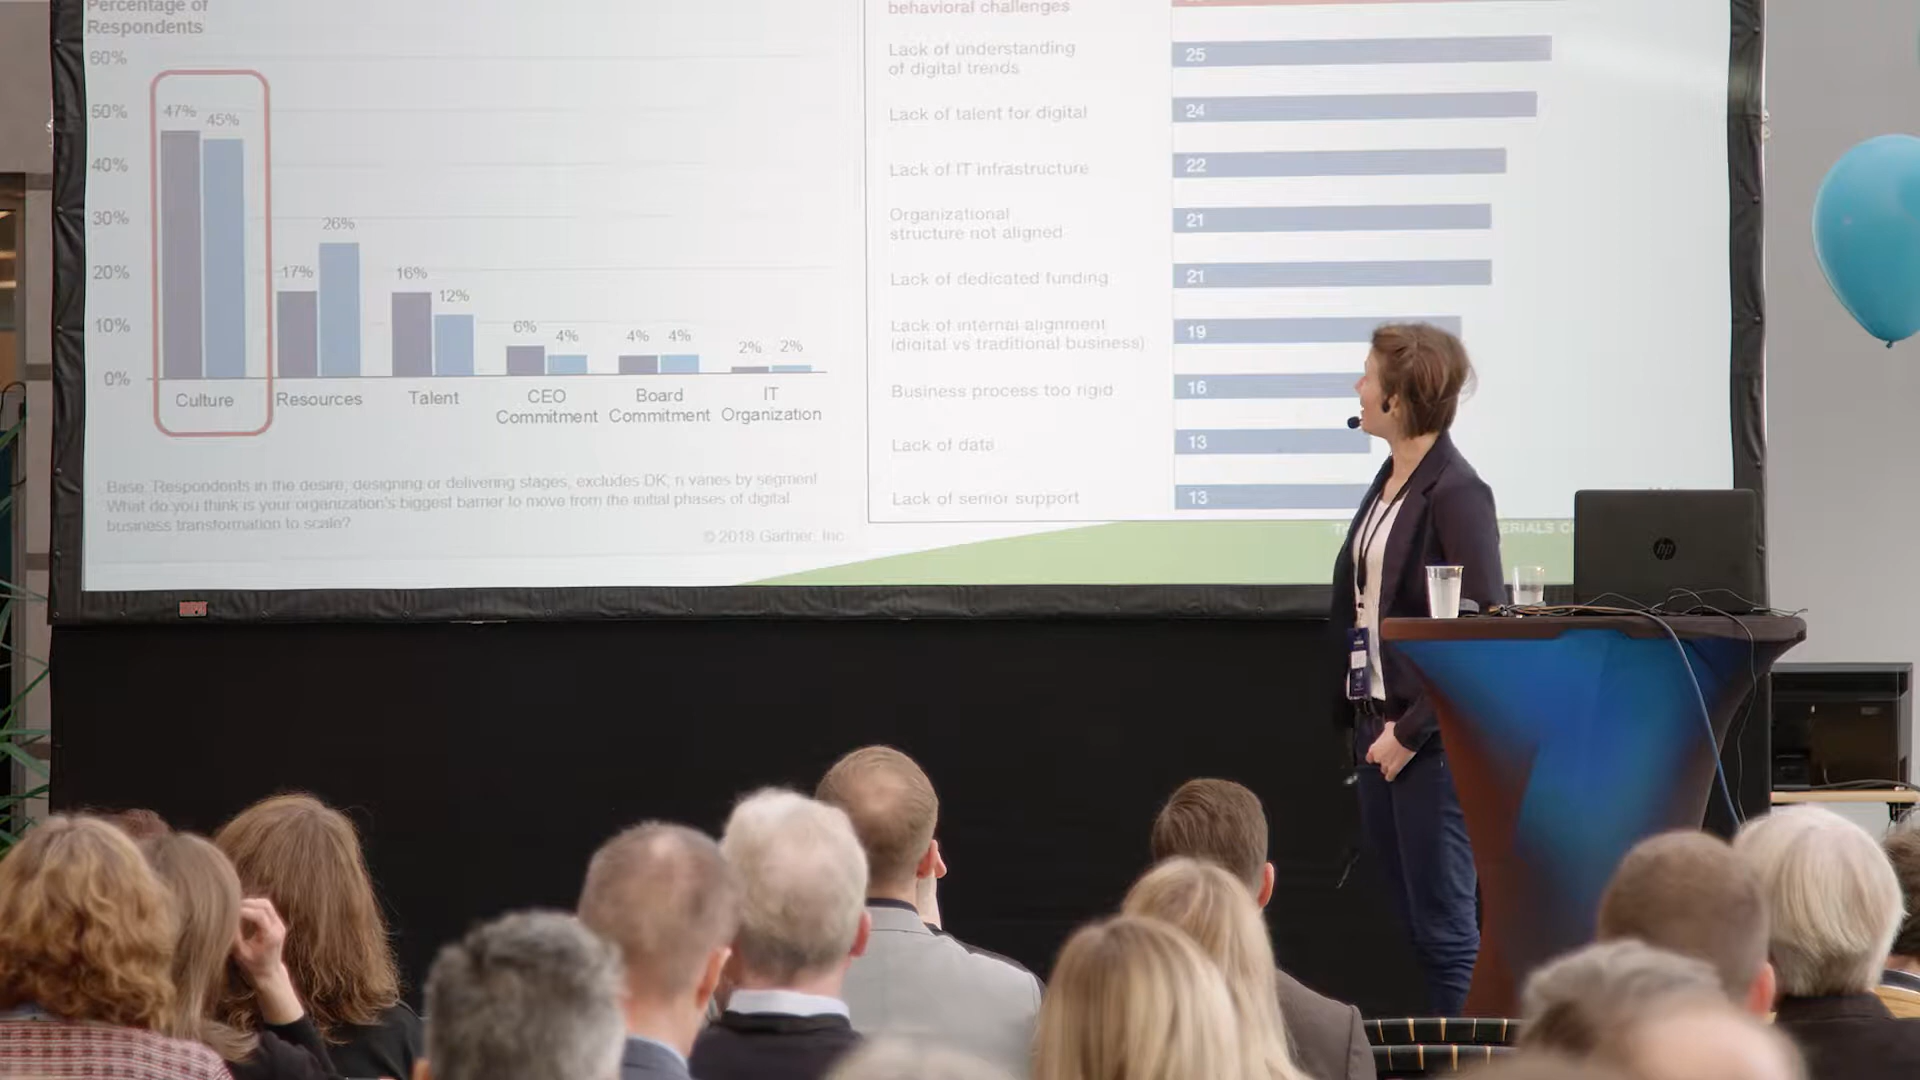 Percentage of
Respondents
60%
50%
40%
30%
20%
10%
0%
47%
45%
17%
26%
16%
12%
6%
4%
4%
4%
2%
2%
Culture
Resources
Talent
CEO
Commitment
Board
Commitment
IT
Organization
Base: Respondents in the desire, designing or delivering stages, excludes DK; n varies by segment
What do you think is your organization's biggest barrier to move from the initial phases of digital
business transformation to scale?
© 2018 Gartner, Inc
behavioral challenges
Lack of understanding
of digital trends
25
Lack of talent for digital
24
Lack of IT infrastructure
22
Organizational
structure not aligned
21
Lack of dedicated funding
21
Lack of internal alignment
(digital vs traditional business)
19
Business process too rigid
16
Lack of data
13
Lack of senior support
13
hp